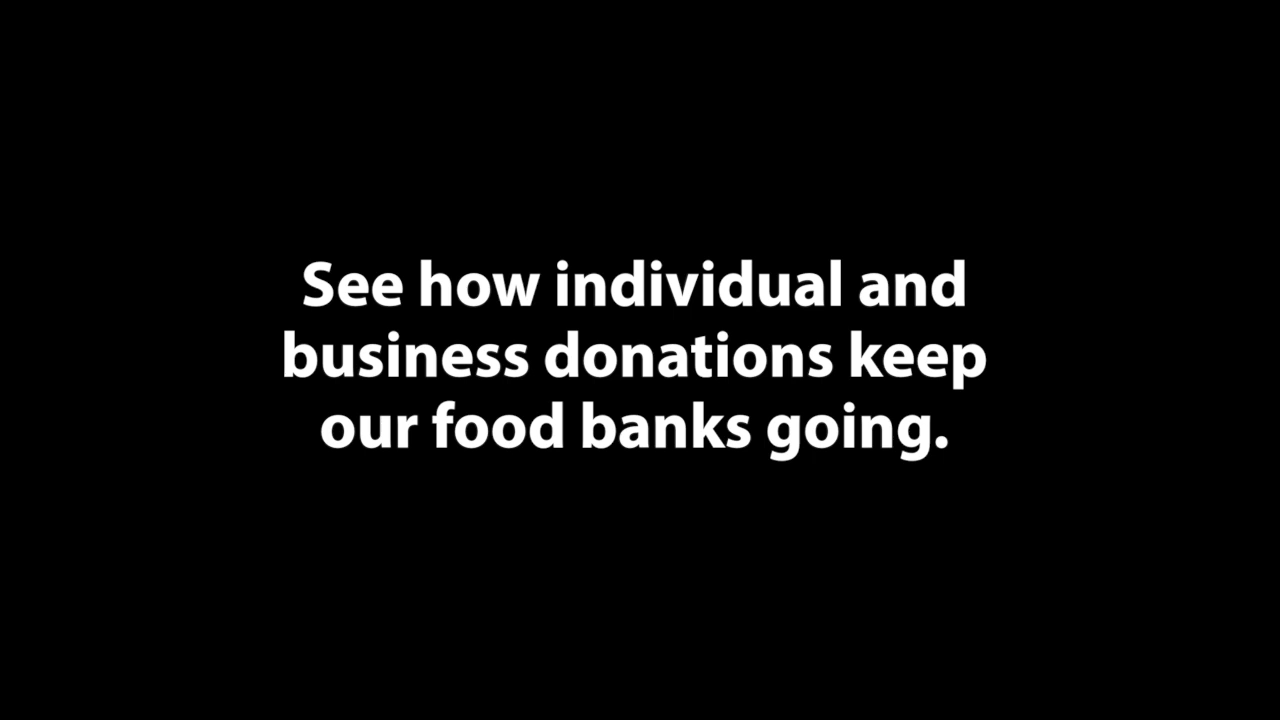 See how individual and
business donations keep
our food banks going.